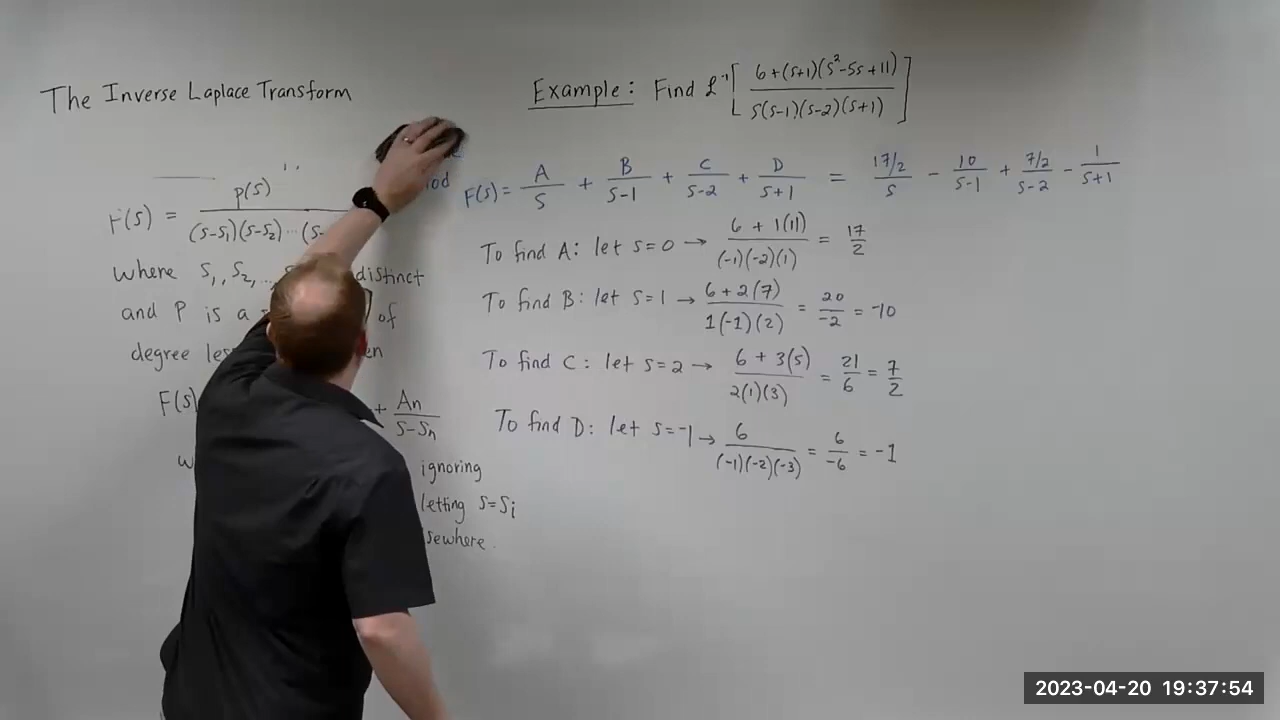 The Inverse Laplace Transform
F(s) = p(s) / (s-s₁)(s-s₂)...(s-
where s₁, s₂, ... distinct
and P is a of
degree les en
F(s) + An / s-sₙ
w ignoring
letting s=sᵢ
sewhere.
Example: Find ℒ⁻¹[ 6+(s+1)(s²-5s+11) / s(s-1)(s-2)(s+1) ]
F(s) = A/s + B/s-1 + C/s-2 + D/s+1 = 17/2 / s - 10 / s-1 + 7/2 / s-2 - 1 / s+1
To find A: let s=0 → 6 + 1(11) / (-1)(-2)(1) = 17/2
To find B: let s=1 → 6+2(7) / 1(-1)(2) = 20/-2 = -10
To find C: let s=2 → 6 + 3(5) / 2(1)(3) = 21/6 = 7/2
To find D: let s=-1 → 6 / (-1)(-2)(-3) = 6/-6 = -1
2023-04-20 19:37:54